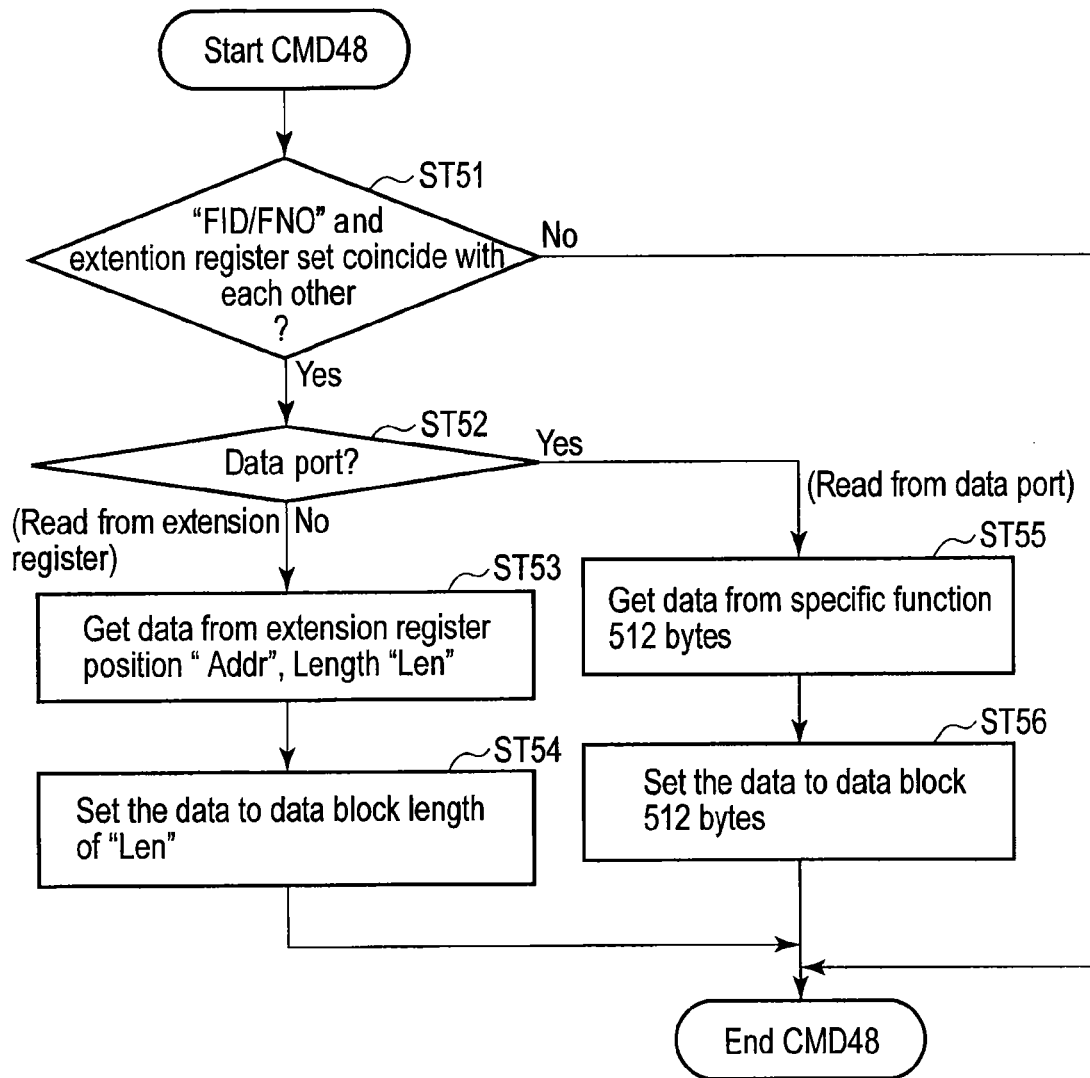 Start CMD48
ST51
“FID/FNO” and
extention register set coincide with
each other
?
No
Yes
ST52
Data port?
Yes
(Read from data port)
(Read from extension
register)
No
ST53
Get data from extension register
position “ Addr”, Length “Len”
ST55
Get data from specific function
512 bytes
ST54
Set the data to data block length
of “Len”
ST56
Set the data to data block
512 bytes
End CMD48